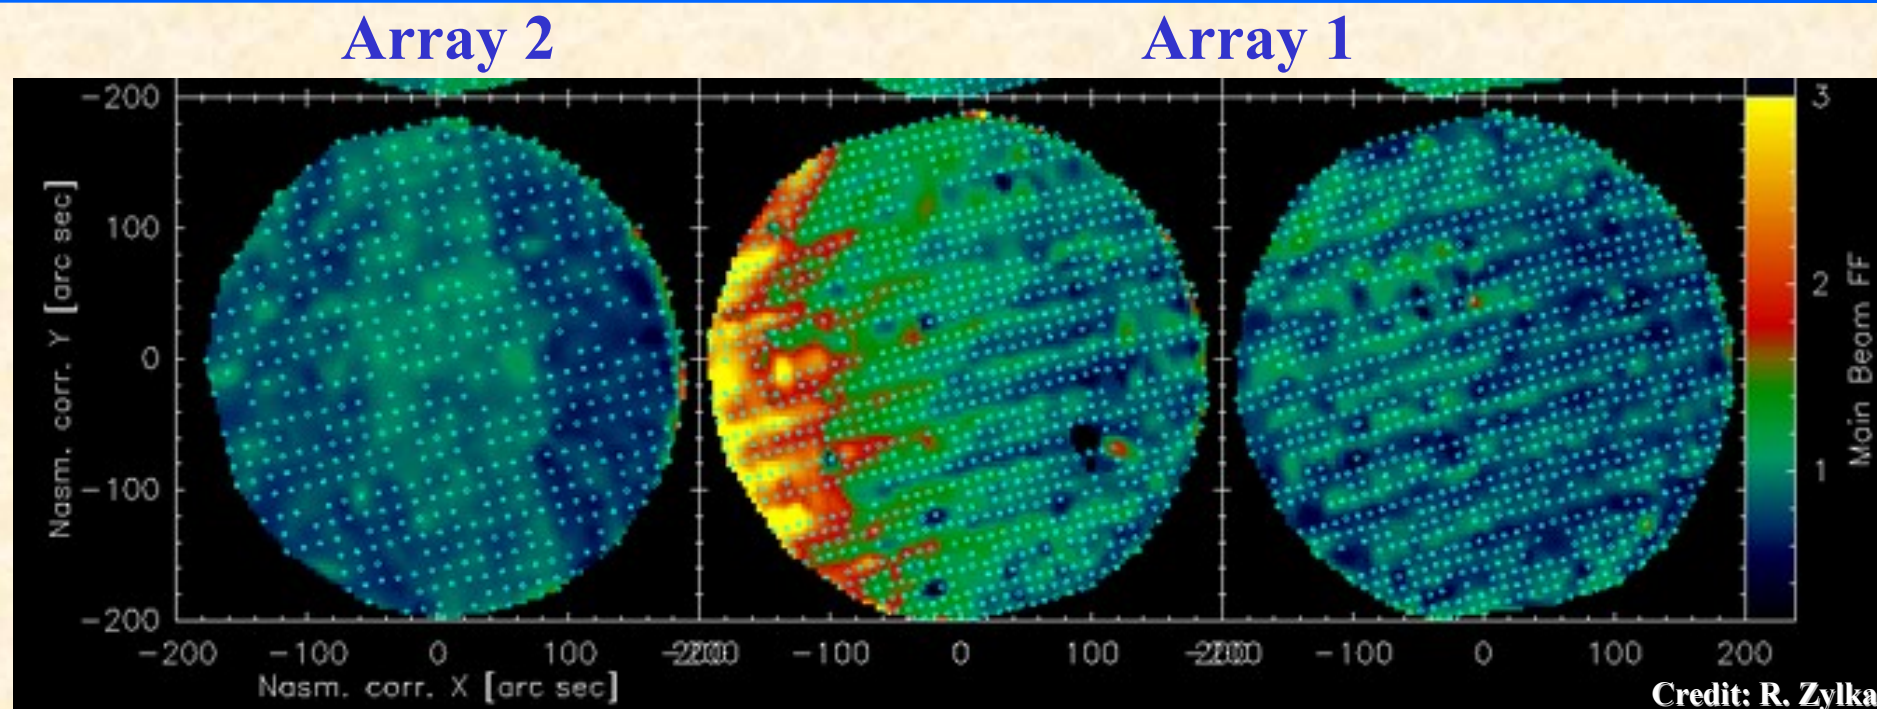 Array 2 Array 1
-200
100
0
-100
-200
Nasm. corr. Y [arc sec]
-200 -100 0 100 -100 0 100 -100 0 100 200
Nasm. corr. X [arc sec]
3
2
1
Main Beam FF
Credit: R. Zylka